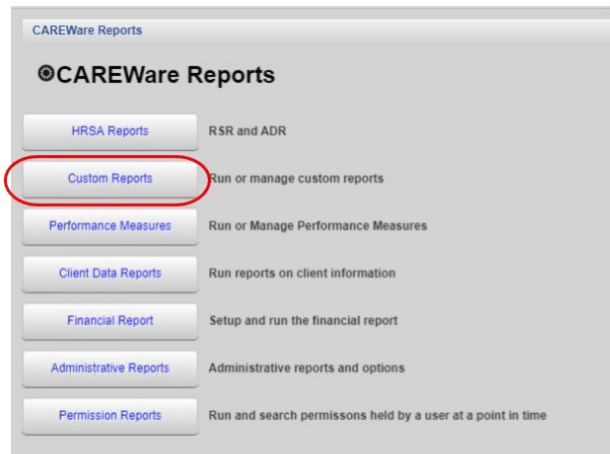 CAREWare Reports
CAREWare Reports
HRSA Reports RSR and ADR
Custom Reports Run or manage custom reports
Performance Measures Run or Manage Performance Measures
Client Data Reports Run reports on client information
Financial Report Setup and run the financial report
Administrative Reports Administrative reports and options
Permission Reports Run and search permissons held by a user at a point in time